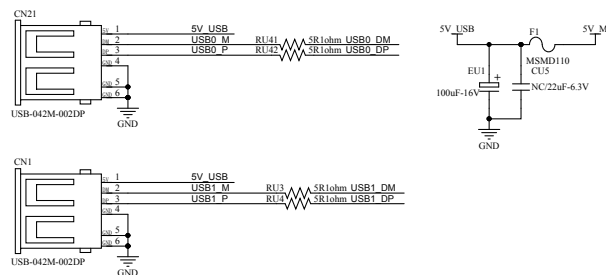 CN21
5V 1 5V_USB
DM 2 USB0_M RU41 5R1ohm USB0_DM
DP 3 USB0_P RU42 5R1ohm USB0_DP
GND 4
GND 5
GND 6
USB-042M-002DP
GND
5V_USB F1 5V_M
MSMD110
EU1 CU5
100uF-16V NC/22uF-6.3V
GND
CN1
5V 1 5V_USB
DM 2 USB1_M RU3 5R1ohm USB1_DM
DP 3 USB1_P RU4 5R1ohm USB1_DP
GND 4
GND 5
GND 6
USB-042M-002DP
GND